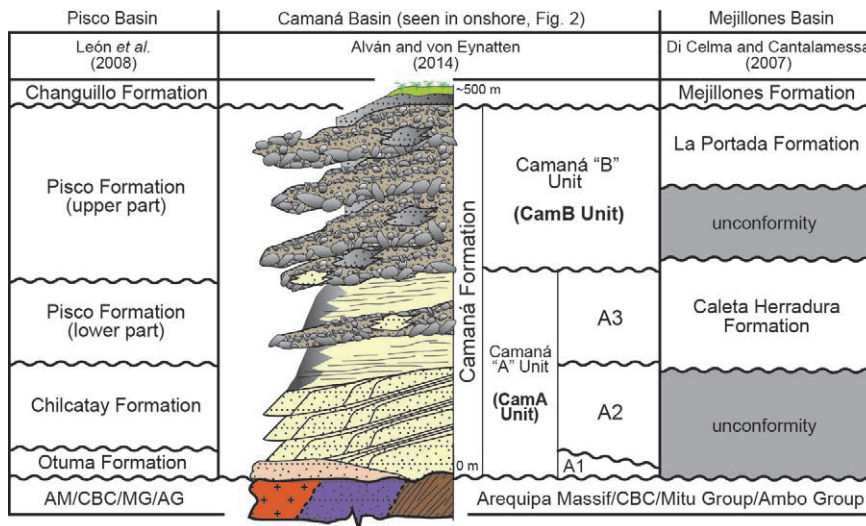 Pisco Basin
Camaná Basin (seen in onshore, Fig. 2)
Mejillones Basin
León et al.
(2008)
Alván and von Eynatten
(2014)
Di Celma and Cantalamessa
(2007)
Changuillo Formation
~500 m
Mejillones Formation
Pisco Formation
(upper part)
Camaná "B"
Unit
(CamB Unit)
La Portada Formation
unconformity
Camaná Formation
Pisco Formation
(lower part)
Camaná
"A" Unit
(CamA
Unit)
A3
Caleta Herradura
Formation
Chilcatay Formation
A2
unconformity
Otuma Formation
0 m
A1
AM/CBC/MG/AG
Arequipa Massif/CBC/Mitu Group/Ambo Group